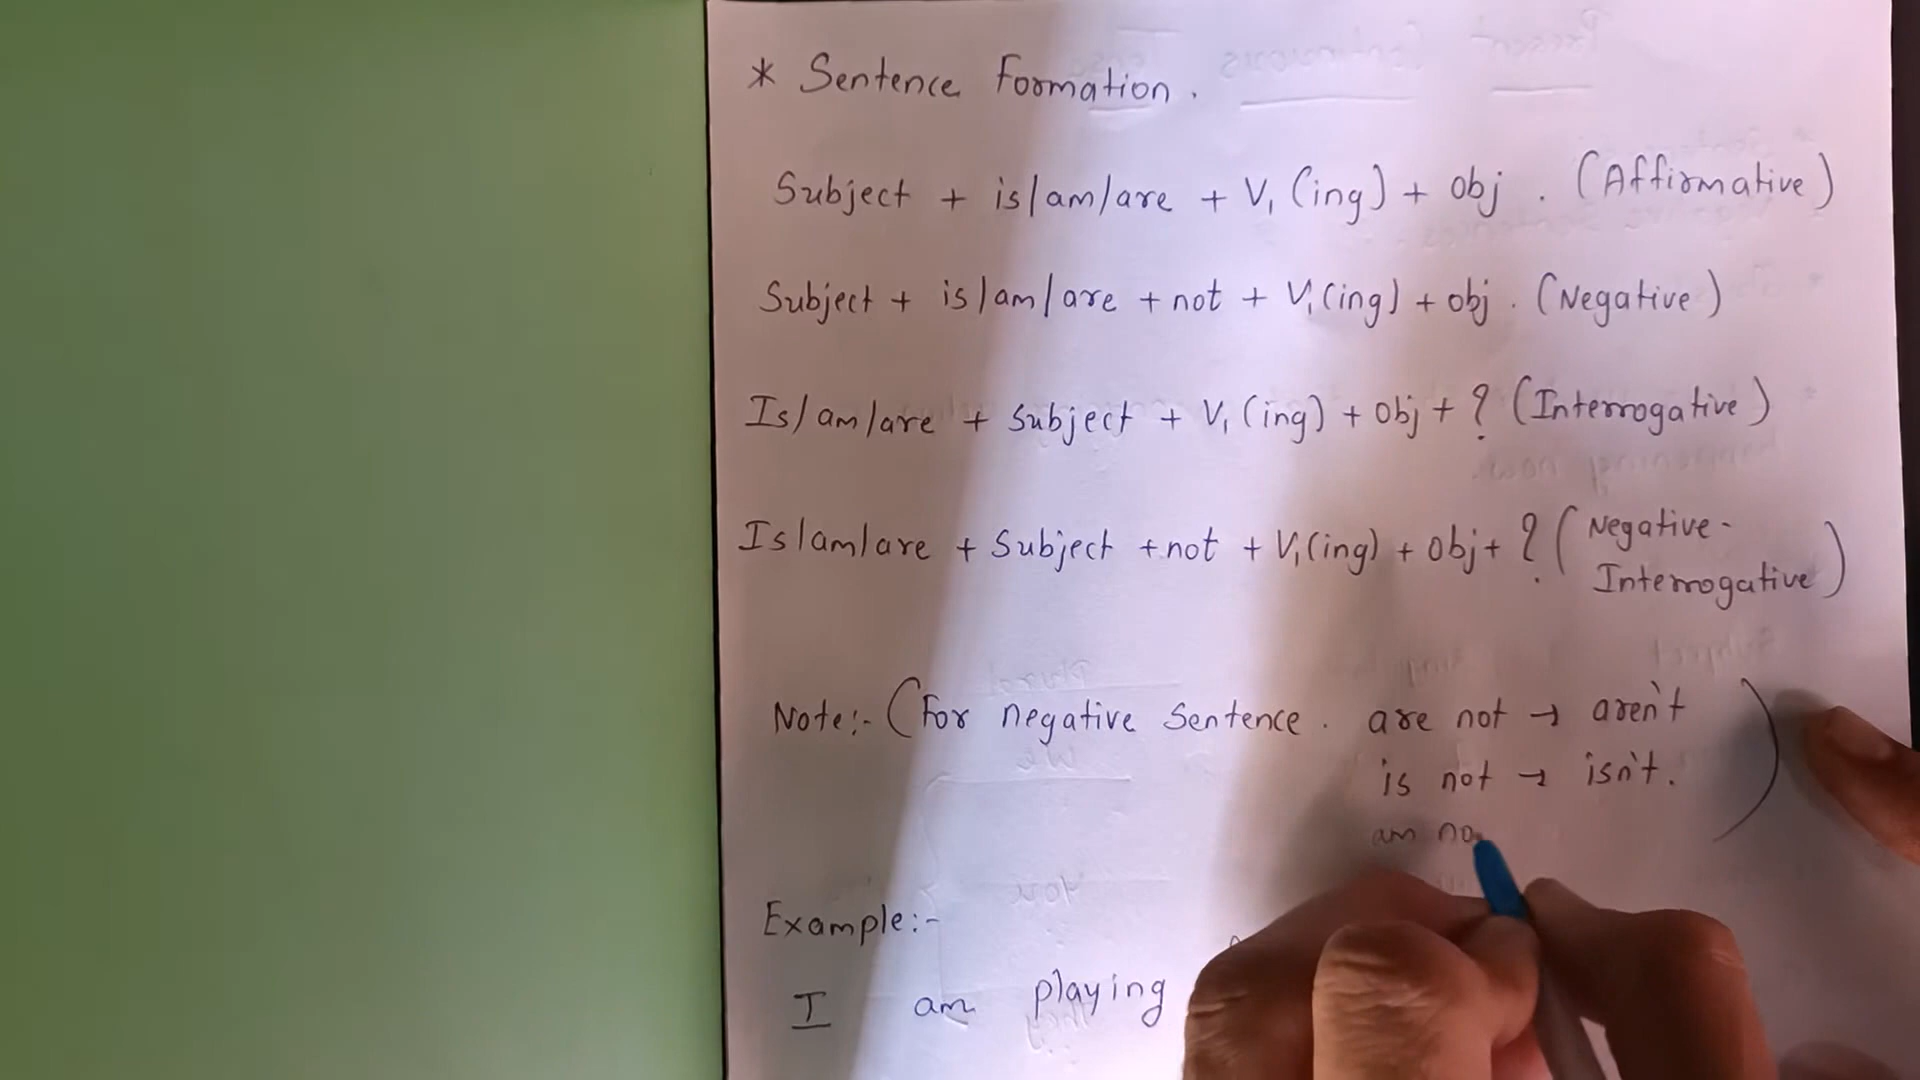 * Sentence Formation.
Subject + is/am/are + V₁ (ing) + Obj . (Affirmative)
Subject + is/am/are + not + V₁(ing) + obj . (Negative)
Is/am/are + Subject + V₁ (ing) + Obj + ? (Interrogative)
Is/am/are + Subject + not + V₁(ing) + Obj + ? (Negative-
Interrogative)
Note:- (For negative Sentence . are not → aren't
is not → isn't. )
am no
Example:-
I am playing